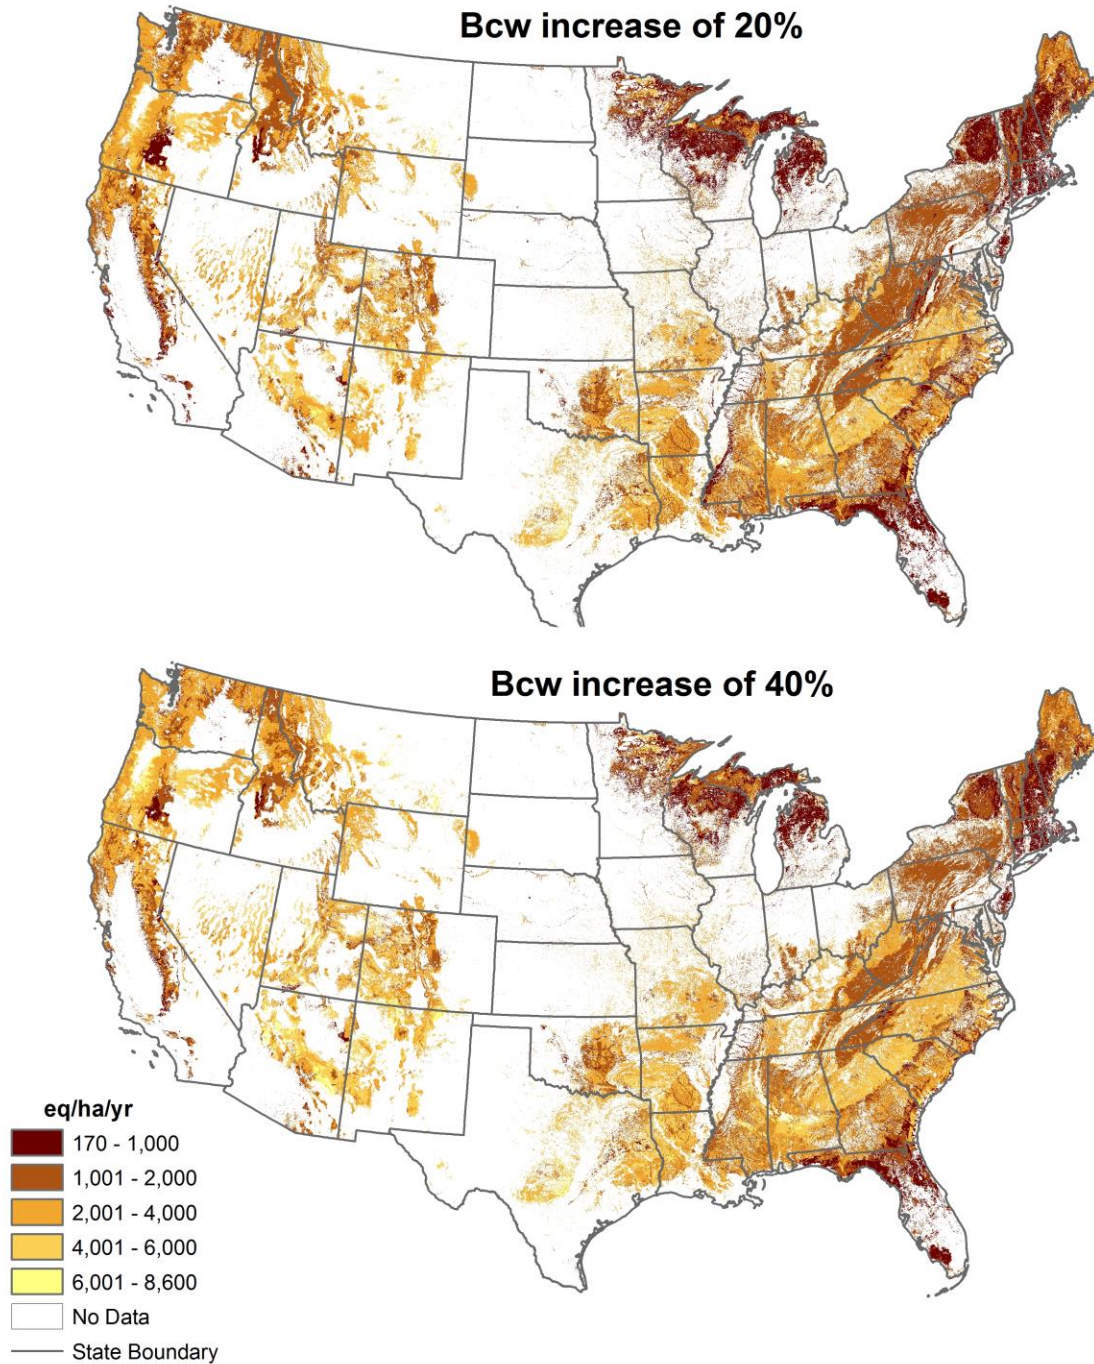 Bcw increase of 20%
Bcw increase of 40%
eq/ha/yr
170 - 1,000
1,001 - 2,000
2,001 - 4,000
4,001 - 6,000
6,001 - 8,600
No Data
State Boundary